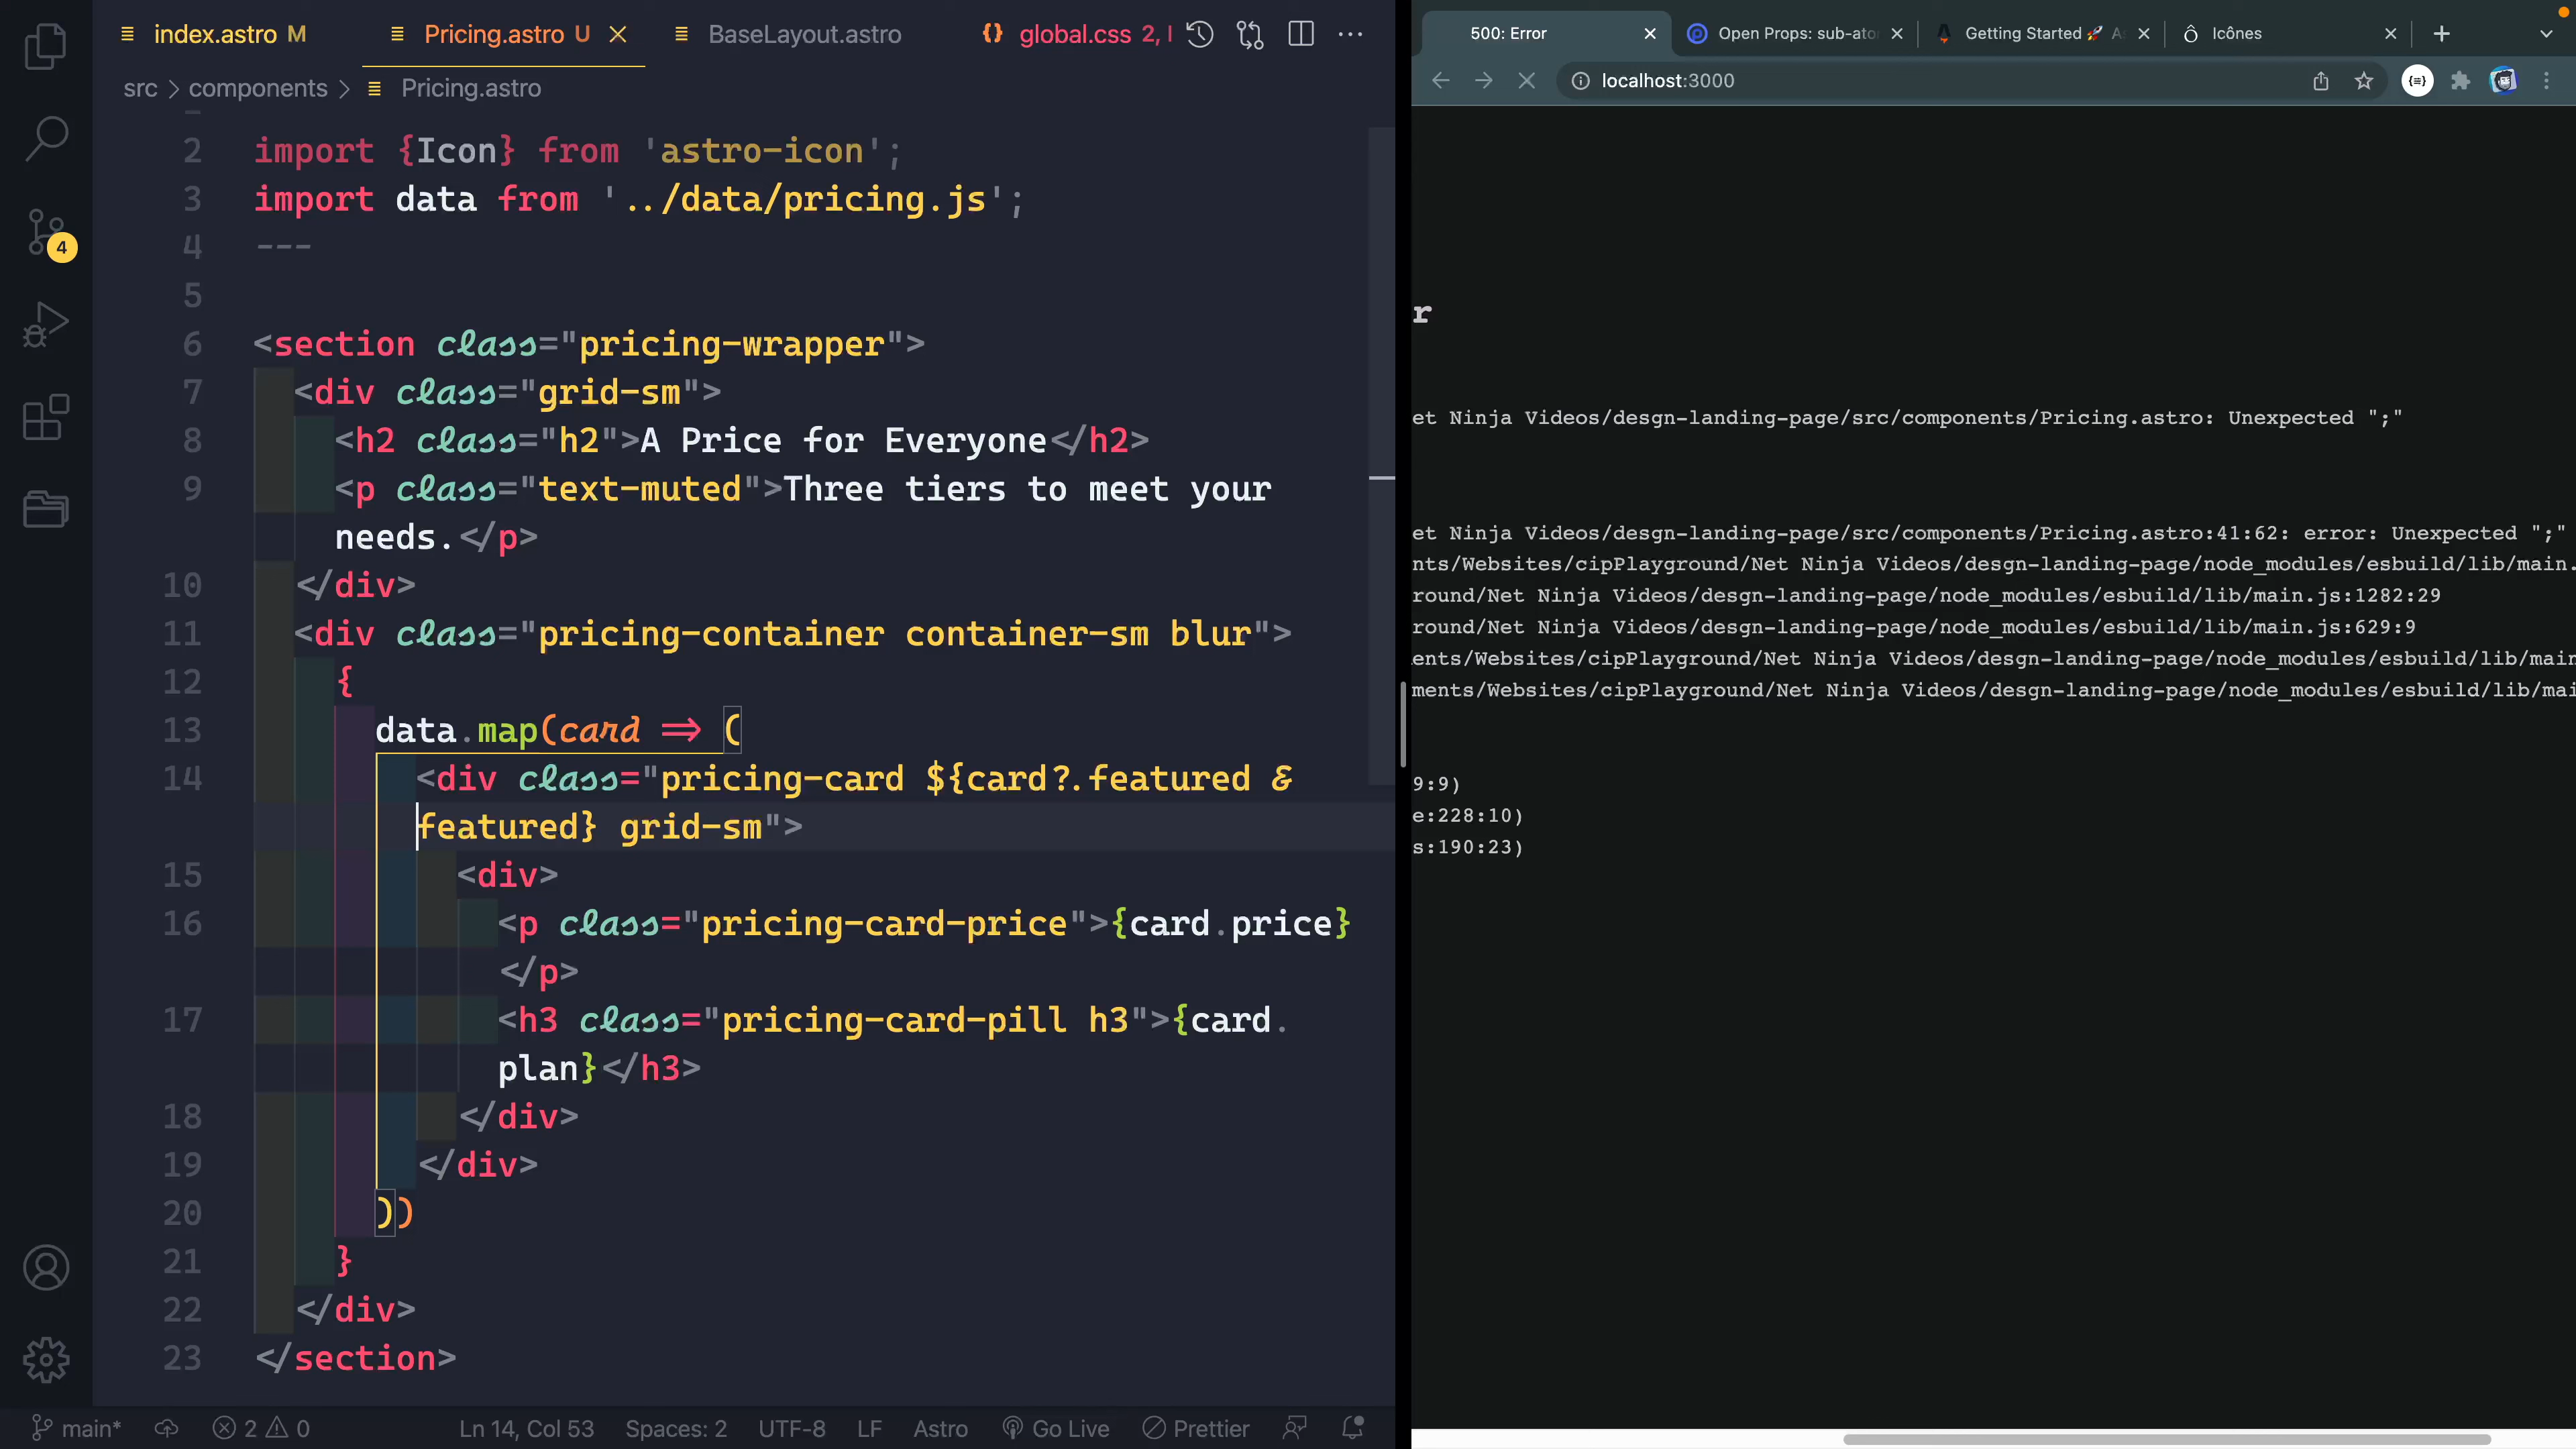 index.astro M
Pricing.astro U
BaseLayout.astro
{} global.css 2,
src > components > Pricing.astro
2 import {Icon} from 'astro-icon';
3 import data from '../data/pricing.js';
4 ---
5
6 <section class="pricing-wrapper">
7 <div class="grid-sm">
8 <h2 class="h2">A Price for Everyone</h2>
9 <p class="text-muted">Three tiers to meet your
needs.</p>
10 </div>
11 <div class="pricing-container container-sm blur">
12 {
13 data.map(card => (
14 <div class="pricing-card ${card?.featured &
featured} grid-sm">
15 <div>
16 <p class="pricing-card-price">{card.price}
</p>
17 <h3 class="pricing-card-pill h3">{card.
plan}</h3>
18 </div>
19 </div>
20 ))
21 }
22 </div>
23 </section>
4
main* 2 0 Ln 14, Col 53 Spaces: 2 UTF-8 LF Astro Go Live Prettier
500: Error
Open Props: sub-ato
Getting Started 🚀 A
Icônes
localhost:3000
r
et Ninja Videos/desgn-landing-page/src/components/Pricing.astro: Unexpected ";"
et Ninja Videos/desgn-landing-page/src/components/Pricing.astro:41:62: error: Unexpected ";"
nts/Websites/cipPlayground/Net Ninja Videos/desgn-landing-page/node_modules/esbuild/lib/main.
round/Net Ninja Videos/desgn-landing-page/node_modules/esbuild/lib/main.js:1282:29
round/Net Ninja Videos/desgn-landing-page/node_modules/esbuild/lib/main.js:629:9
ents/Websites/cipPlayground/Net Ninja Videos/desgn-landing-page/node_modules/esbuild/lib/main
ments/Websites/cipPlayground/Net Ninja Videos/desgn-landing-page/node_modules/esbuild/lib/mai
9:9)
e:228:10)
s:190:23)